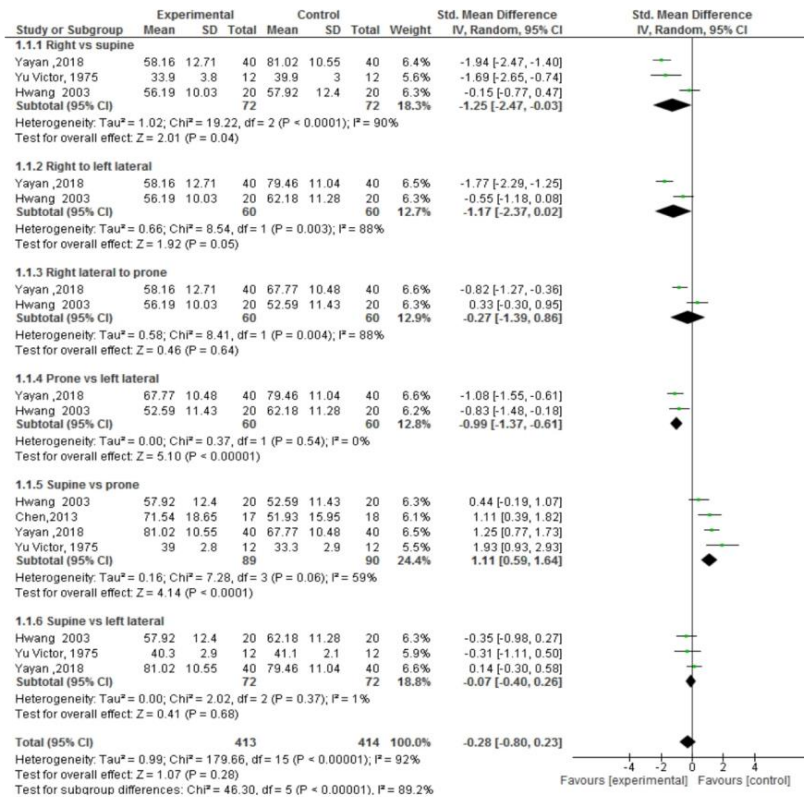 Experimental Control Std. Mean Difference Std. Mean Difference
Study or Subgroup Mean SD Total Mean SD Total Weight IV, Random, 95% CI IV, Random, 95% CI
1.1.1 Right vs supine
Yayan ,2018 58.16 12.71 40 81.02 10.55 40 6.4% -1.94 [-2.47, -1.40]
Yu Victor, 1975 33.9 3.8 12 39.9 3 12 5.6% -1.69 [-2.65, -0.74]
Hwang 2003 56.19 10.03 20 57.92 12.4 20 6.3% -0.15 [-0.77, 0.47]
Subtotal (95% CI) 72 72 18.3% -1.25 [-2.47, -0.03]
Heterogeneity: Tau² = 1.02; Chi² = 19.22, df = 2 (P < 0.0001); I² = 90%
Test for overall effect: Z = 2.01 (P = 0.04)
1.1.2 Right to left lateral
Yayan ,2018 58.16 12.71 40 79.46 11.04 40 6.5% -1.77 [-2.29, -1.25]
Hwang 2003 56.19 10.03 20 62.18 11.28 20 6.3% -0.55 [-1.18, 0.08]
Subtotal (95% CI) 60 60 12.7% -1.17 [-2.37, 0.02]
Heterogeneity: Tau² = 0.66; Chi² = 8.54, df = 1 (P = 0.003); I² = 88%
Test for overall effect: Z = 1.92 (P = 0.05)
1.1.3 Right lateral to prone
Yayan ,2018 58.16 12.71 40 67.77 10.48 40 6.6% -0.82 [-1.27, -0.36]
Hwang 2003 56.19 10.03 20 52.59 11.43 20 6.3% 0.33 [-0.30, 0.95]
Subtotal (95% CI) 60 60 12.9% -0.27 [-1.39, 0.86]
Heterogeneity: Tau² = 0.58; Chi² = 8.41, df = 1 (P = 0.004); I² = 88%
Test for overall effect: Z = 0.46 (P = 0.64)
1.1.4 Prone vs left lateral
Yayan ,2018 67.77 10.48 40 79.46 11.04 40 6.6% -1.08 [-1.55, -0.61]
Hwang 2003 52.59 11.43 20 62.18 11.28 20 6.2% -0.83 [-1.48, -0.18]
Subtotal (95% CI) 60 60 12.8% -0.99 [-1.37, -0.61]
Heterogeneity: Tau² = 0.00; Chi² = 0.37, df = 1 (P = 0.54); I² = 0%
Test for overall effect: Z = 5.10 (P < 0.00001)
1.1.5 Supine vs prone
Hwang 2003 57.92 12.4 20 52.59 11.43 20 6.3% 0.44 [-0.19, 1.07]
Chen,2013 71.54 18.65 17 51.93 15.95 18 6.1% 1.11 [0.39, 1.82]
Yayan ,2018 81.02 10.55 40 67.77 10.48 40 6.5% 1.25 [0.77, 1.73]
Yu Victor, 1975 39 2.8 12 33.3 2.9 12 5.5% 1.93 [0.93, 2.93]
Subtotal (95% CI) 89 90 24.4% 1.11 [0.59, 1.64]
Heterogeneity: Tau² = 0.16; Chi² = 7.28, df = 3 (P = 0.06); I² = 59%
Test for overall effect: Z = 4.14 (P < 0.0001)
1.1.6 Supine vs left lateral
Hwang 2003 57.92 12.4 20 62.18 11.28 20 6.3% -0.35 [-0.98, 0.27]
Yu Victor, 1975 40.3 2.9 12 41.1 2.1 12 5.9% -0.31 [-1.11, 0.50]
Yayan ,2018 81.02 10.55 40 79.46 11.04 40 6.6% 0.14 [-0.30, 0.58]
Subtotal (95% CI) 72 72 18.8% -0.07 [-0.40, 0.26]
Heterogeneity: Tau² = 0.00; Chi² = 2.02, df = 2 (P = 0.37); I² = 1%
Test for overall effect: Z = 0.41 (P = 0.68)
Total (95% CI) 413 414 100.0% -0.28 [-0.80, 0.23]
Heterogeneity: Tau² = 0.99; Chi² = 179.66, df = 15 (P < 0.00001); I² = 92%
Test for overall effect: Z = 1.07 (P = 0.28)
Test for subgroup differences: Chi² = 46.30, df = 5 (P < 0.00001), I² = 89.2%
-4 -2 0 2 4
Favours [experimental] Favours [control]